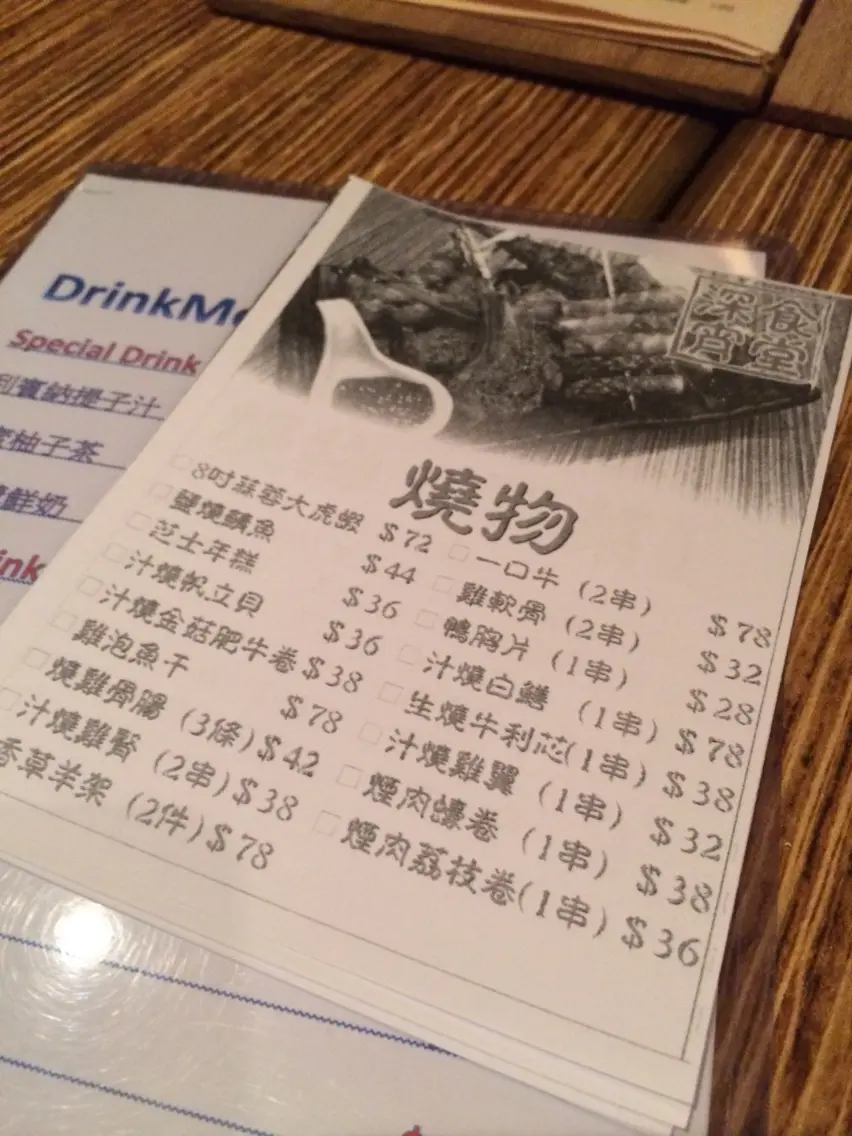 DrinkMe
Special Drink
利賓納提子汁
柚子茶
鮮奶
ink
深宵
食堂
燒物
8吋蒜蓉大虎蝦 $72
鹽燒鯖魚 $44
芝士年糕 $36
汁燒帆立貝 $36
汁燒金菇肥牛卷 $38
雞泡魚干 $78
燒雞骨腸 (3條) $42
汁燒雞腎 (2串) $38
香草羊架 (2件) $78
一口牛 (2串) $78
雞軟骨 (2串) $32
鴨胸片 (1串) $28
汁燒白鱔 (1串) $78
生燒牛利芯(1串) $38
汁燒雞翼 (1串) $32
煙肉蠔卷 (1串) $38
煙肉荔枝卷(1串) $36